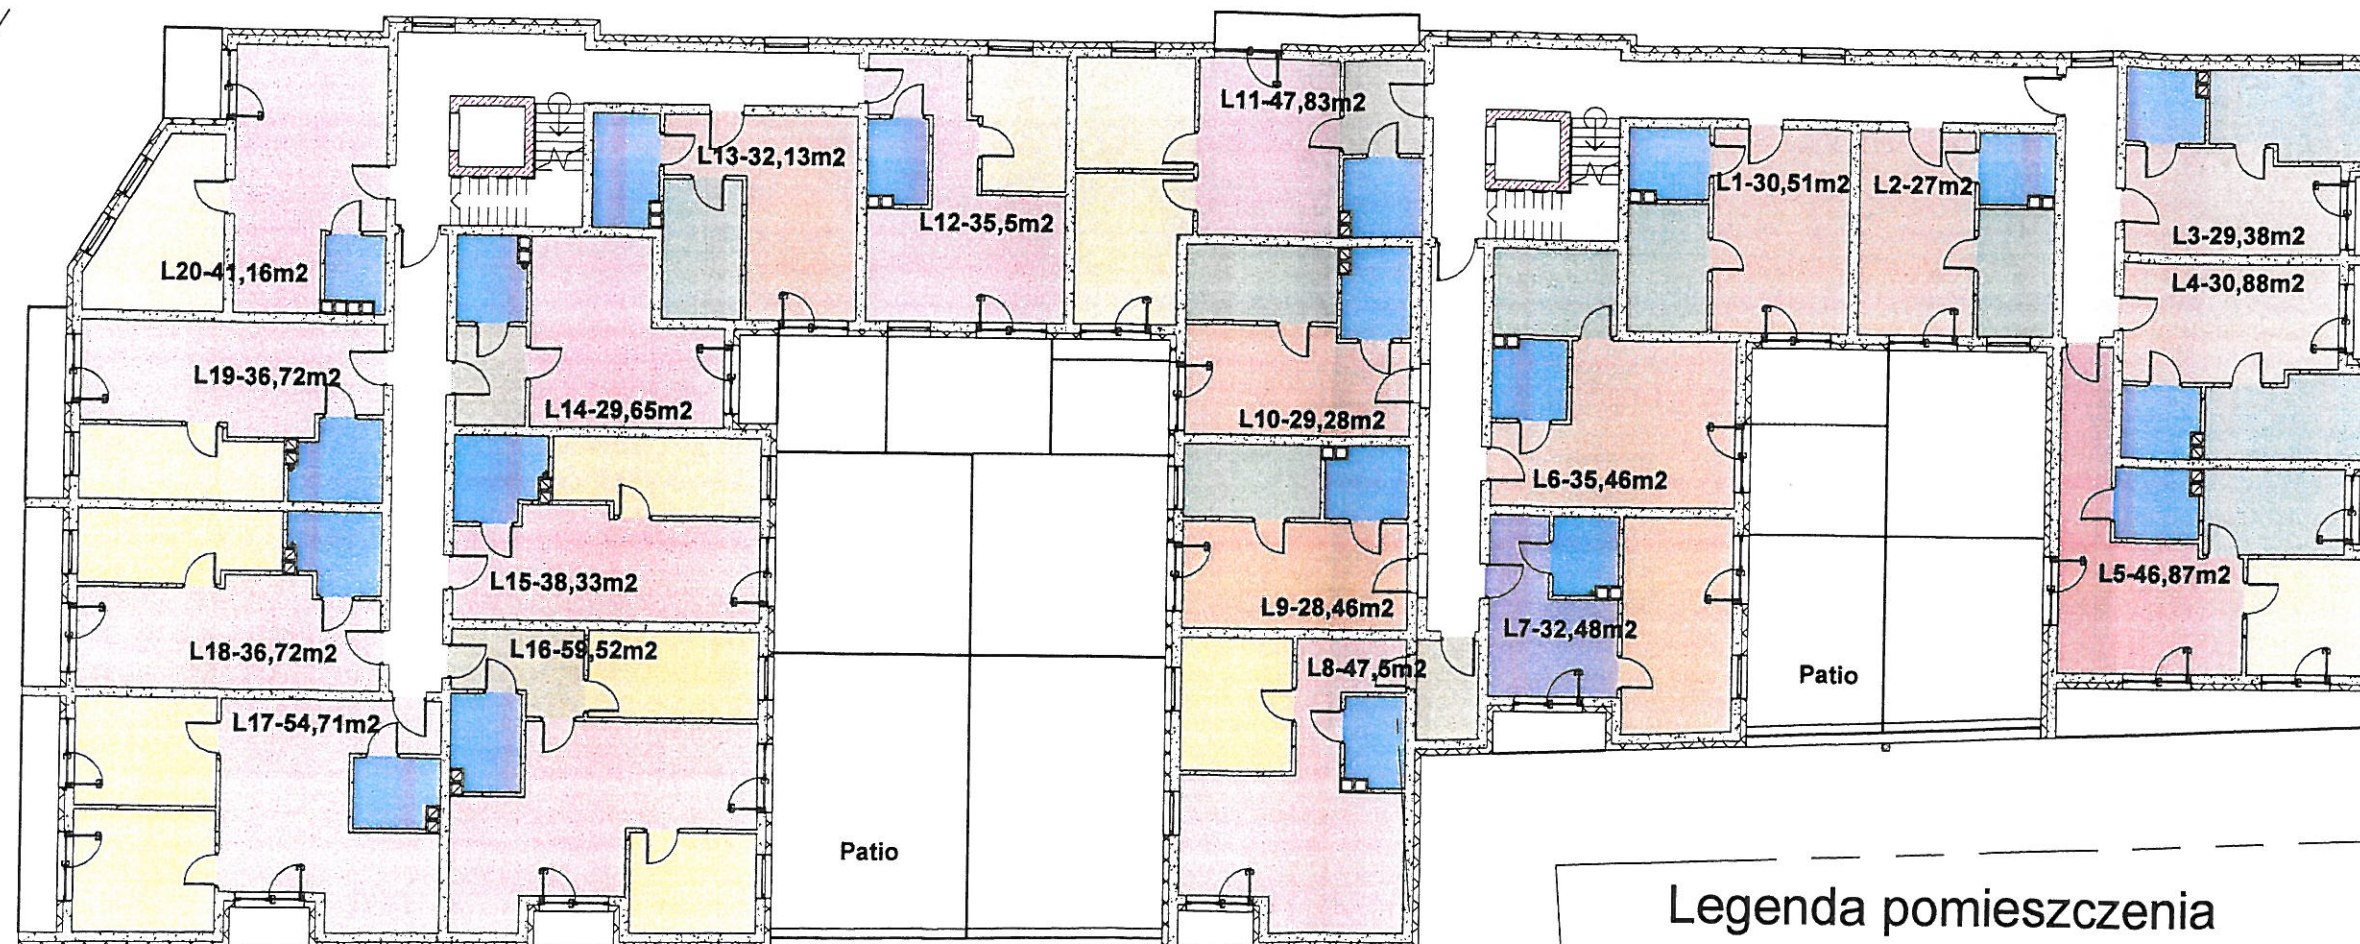 L11-47,83m2
L13-32,13m2
L1-30,51m2
L2-27m2
L12-35,5m2
L3-29,38m2
L20-41,16m2
L4-30,88m2
L19-36,72m2
L14-29,65m2
L10-29,28m2
L6-35,46m2
L15-38,33m2
L9-28,46m2
L5-46,87m2
L7-32,48m2
L16-59,52m2
L18-36,72m2
L8-47,5m2
Patio
L17-54,71m2
Patio
Legenda pomieszczenia